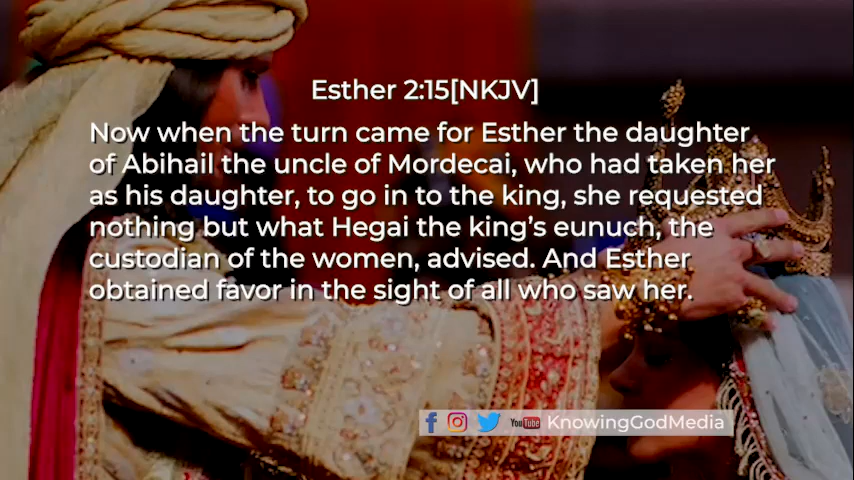 Esther 2:15[NKJV]
Now when the turn came for Esther the daughter
of Abihail the uncle of Mordecai, who had taken her
as his daughter, to go in to the king, she requested
nothing but what Hegai the king's eunuch, the
custodian of the women, advised. And Esther
obtained favor in the sight of all who saw her.
YouTube KnowingGodMedia